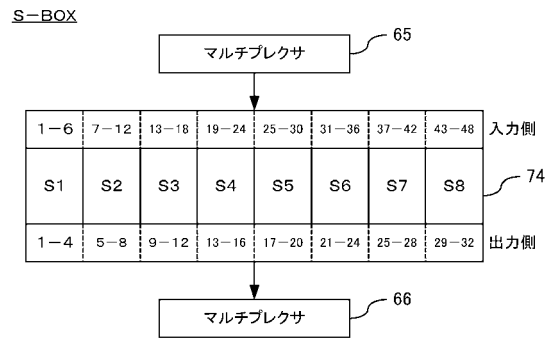 S-BOX
マルチプレクサ 65
1-6 7-12 13-18 19-24 25-30 31-36 37-42 43-48 入力側
S1 S2 S3 S4 S5 S6 S7 S8 74
1-4 5-8 9-12 13-16 17-20 21-24 25-28 29-32 出力側
マルチプレクサ 66